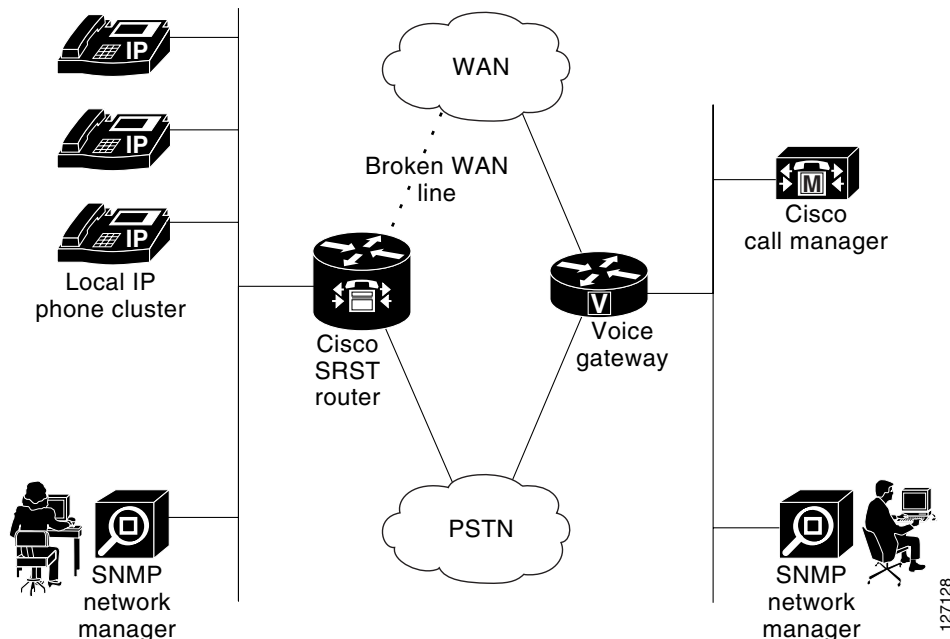 IP
IP
IP
Local IP
phone cluster
WAN
Broken WAN
line
Cisco
SRST
router
V
Voice
gateway
M
Cisco
call manager
PSTN
SNMP
network
manager
SNMP
network
manager
127128